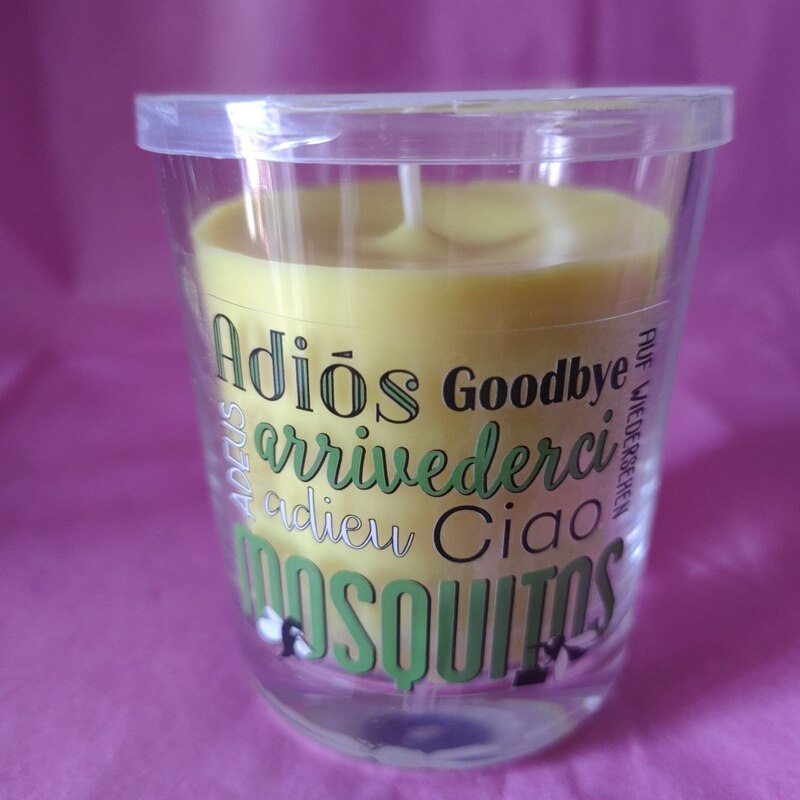 Adiós Goodbye
AUF WIEDERSEHEN
ADEUS
arrivederci
adieu Ciao
MOSQUITOS